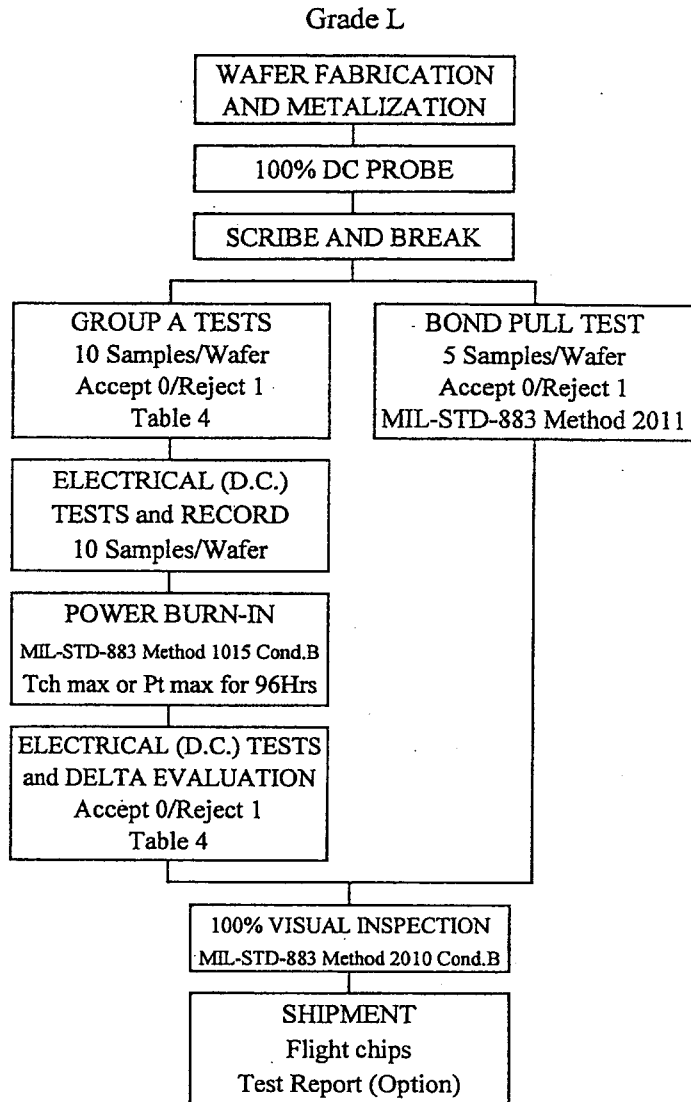 Grade L
WAFER FABRICATION
AND METALIZATION
100% DC PROBE
SCRIBE AND BREAK
GROUP A TESTS
10 Samples/Wafer
Accept 0/Reject 1
Table 4
BOND PULL TEST
5 Samples/Wafer
Accept 0/Reject 1
MIL-STD-883 Method 2011
ELECTRICAL (D.C.)
TESTS and RECORD
10 Samples/Wafer
POWER BURN-IN
MIL-STD-883 Method 1015 Cond.B
Tch max or Pt max for 96Hrs
ELECTRICAL (D.C.) TESTS
and DELTA EVALUATION
Accept 0/Reject 1
Table 4
100% VISUAL INSPECTION
MIL-STD-883 Method 2010 Cond.B
SHIPMENT
Flight chips
Test Report (Option)